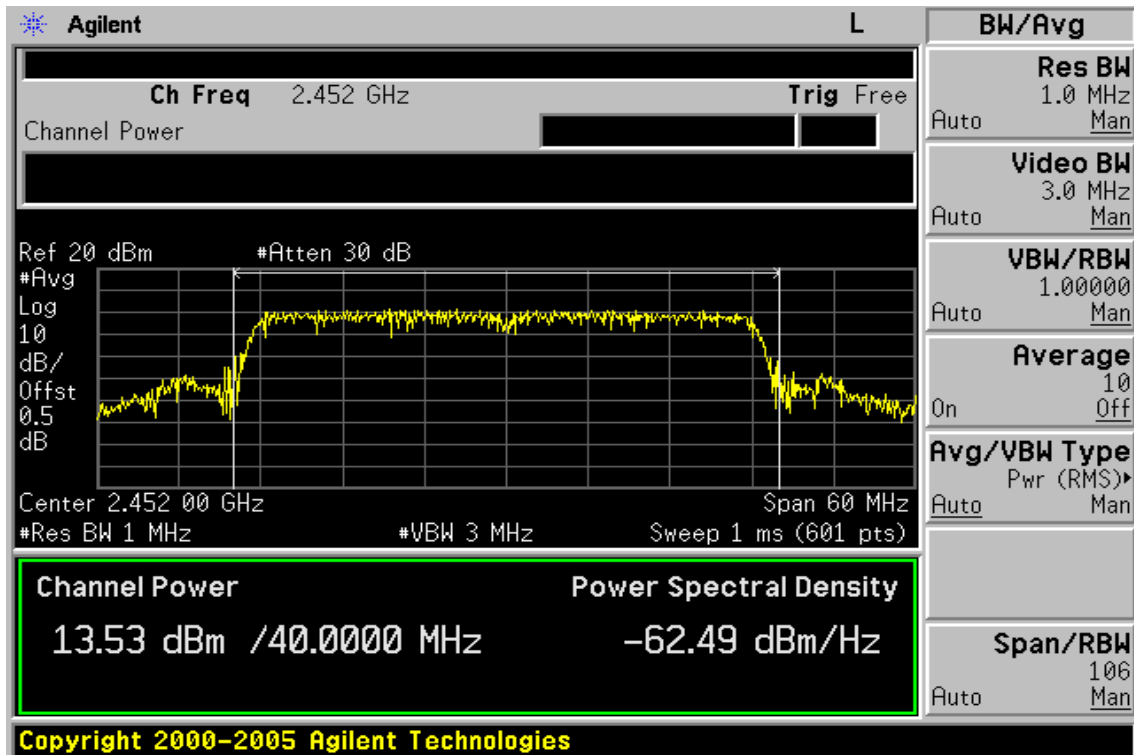 Agilent L
Ch Freq 2.452 GHz Trig Free
Channel Power
Ref 20 dBm #Atten 30 dB
#Avg
Log
10
dB/
Offst
0.5
dB
Center 2.452 00 GHz Span 60 MHz
#Res BW 1 MHz #VBW 3 MHz Sweep 1 ms (601 pts)
Channel Power Power Spectral Density
13.53 dBm /40.0000 MHz -62.49 dBm/Hz
BW/Avg
Res BW
1.0 MHz
Auto Man
Video BW
3.0 MHz
Auto Man
VBW/RBW
1.00000
Auto Man
Average
10
On Off
Avg/VBW Type
Pwr (RMS)▸
Auto Man
Span/RBW
106
Auto Man
Copyright 2000-2005 Agilent Technologies